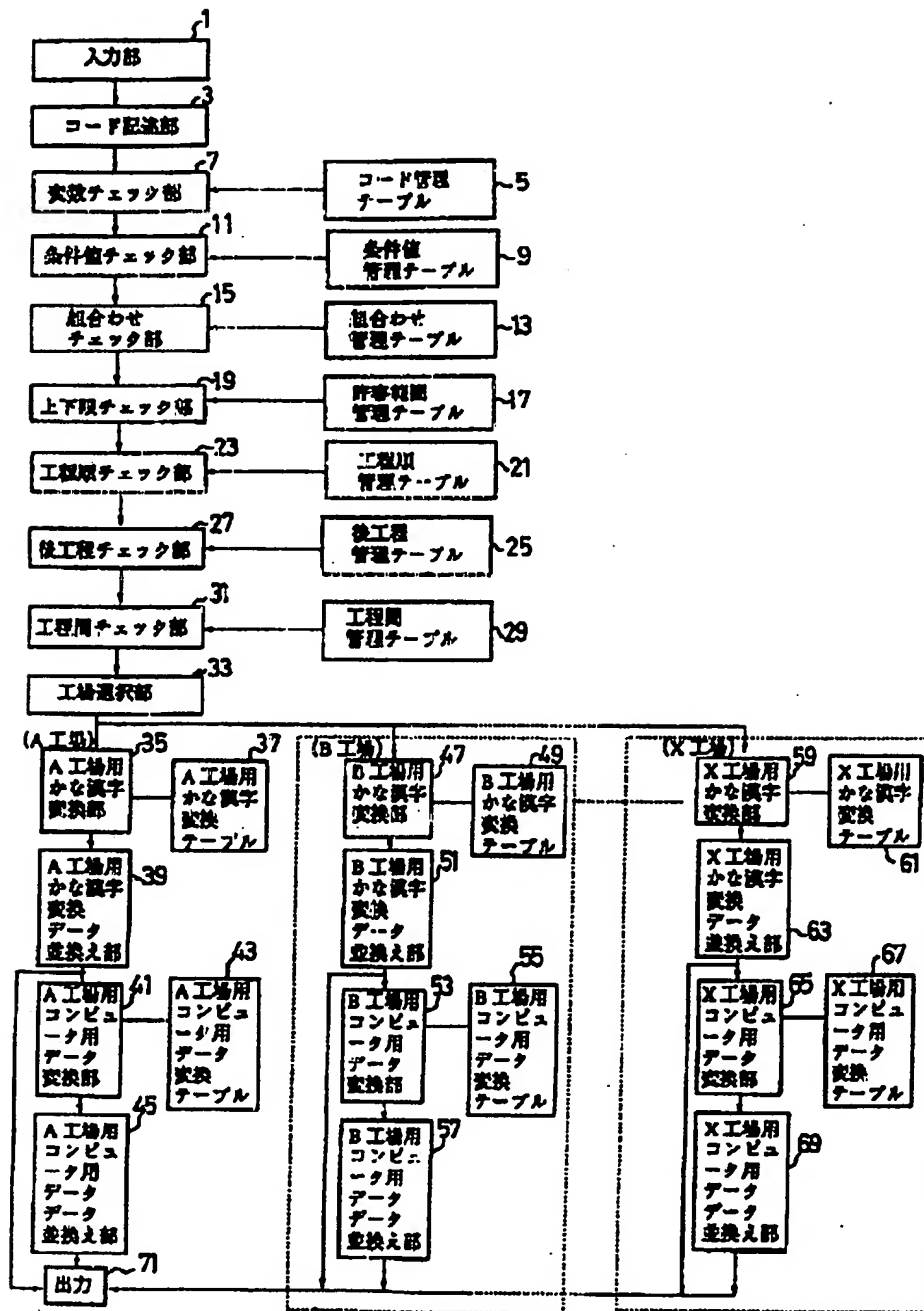 1
入力部
3
コード記述部
7
変数チェック部
コード管理
テーブル
5
11
条件値チェック部
条件値
管理テーブル
9
15
組合わせ
チェック部
組合わせ
管理テーブル
13
19
上下限チェック部
許容範囲
管理テーブル
17
23
工程順チェック部
工程順
管理テーブル
21
27
後工程チェック部
後工程
管理テーブル
25
31
工程間チェック部
工程間
管理テーブル
29
33
工場選択部
(A工場)
35
A工場用
かな漢字
変換部
37
A工場用
かな漢字
変換
テーブル
39
A工場用
かな漢字
変換
データ
並換え部
41
A工場用
コンピュ
ータ用
データ
変換部
43
A工場用
コンピュ
ータ用
データ
変換
テーブル
45
A工場用
コンピュ
ータ用
データ
データ
並換え部
71
出力
(B工場)
47
B工場用
かな漢字
変換部
49
B工場用
かな漢字
変換
テーブル
51
B工場用
かな漢字
変換
データ
並換え部
53
B工場用
コンピュ
ータ用
データ
変換部
55
B工場用
コンピュ
ータ用
データ
変換
テーブル
57
B工場用
コンピュ
ータ用
データ
データ
並換え部
(X工場)
59
X工場用
かな漢字
変換部
61
X工場用
かな漢字
変換
テーブル
63
X工場用
かな漢字
変換
データ
並換え部
65
X工場用
コンピュ
ータ用
データ
変換部
67
X工場用
コンピュ
ータ用
データ
変換
テーブル
69
X工場用
コンピュ
ータ用
データ
データ
並換え部